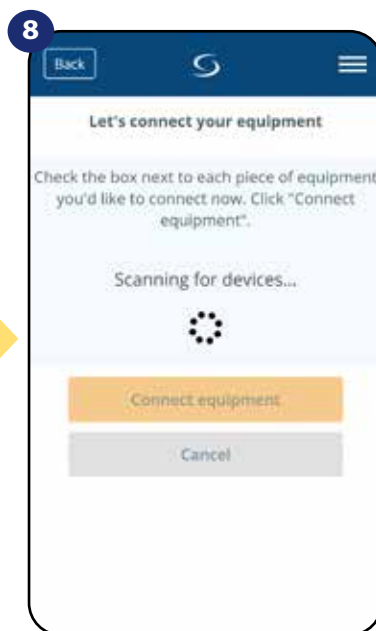 8
Back
Let's connect your equipment
Check the box next to each piece of equipment
you'd like to connect now. Click "Connect
equipment".
Scanning for devices...
Connect equipment
Cancel